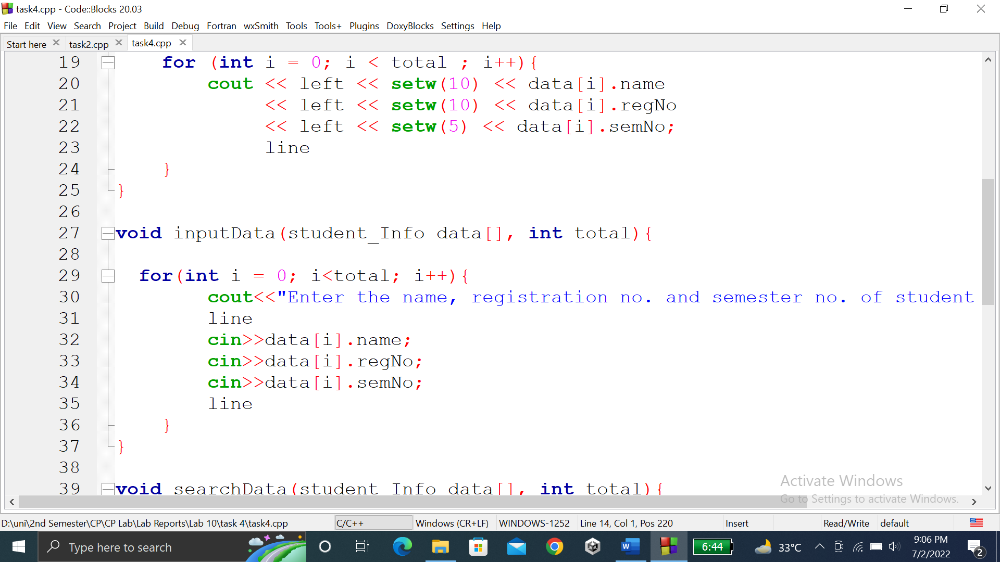 task4.cpp - Code::Blocks 20.03
File Edit View Search Project Build Debug Fortran wxSmith Tools Tools+ Plugins DoxyBlocks Settings Help
Start here task2.cpp task4.cpp
19 for (int i = 0; i < total ; i++){
20 cout << left << setw(10) << data[i].name
21 << left << setw(10) << data[i].regNo
22 << left << setw(5) << data[i].semNo;
23 line
24 }
25 }
26
27 void inputData(student_Info data[], int total){
28
29 for(int i = 0; i<total; i++){
30 cout<<"Enter the name, registration no. and semester no. of student
31 line
32 cin>>data[i].name;
33 cin>>data[i].regNo;
34 cin>>data[i].semNo;
35 line
36 }
37 }
38
39 void searchData(student_Info data[], int total){
Activate Windows
Go to Settings to activate Windows.
D:\uni\2nd Semester\CP\CP Lab\Lab Reports\Lab 10\task 4\task4.cpp C/C++ Windows (CR+LF) WINDOWS-1252 Line 14, Col 1, Pos 220 Insert Read/Write default
Type here to search 6:44 33°C 9:06 PM
7/2/2022 2